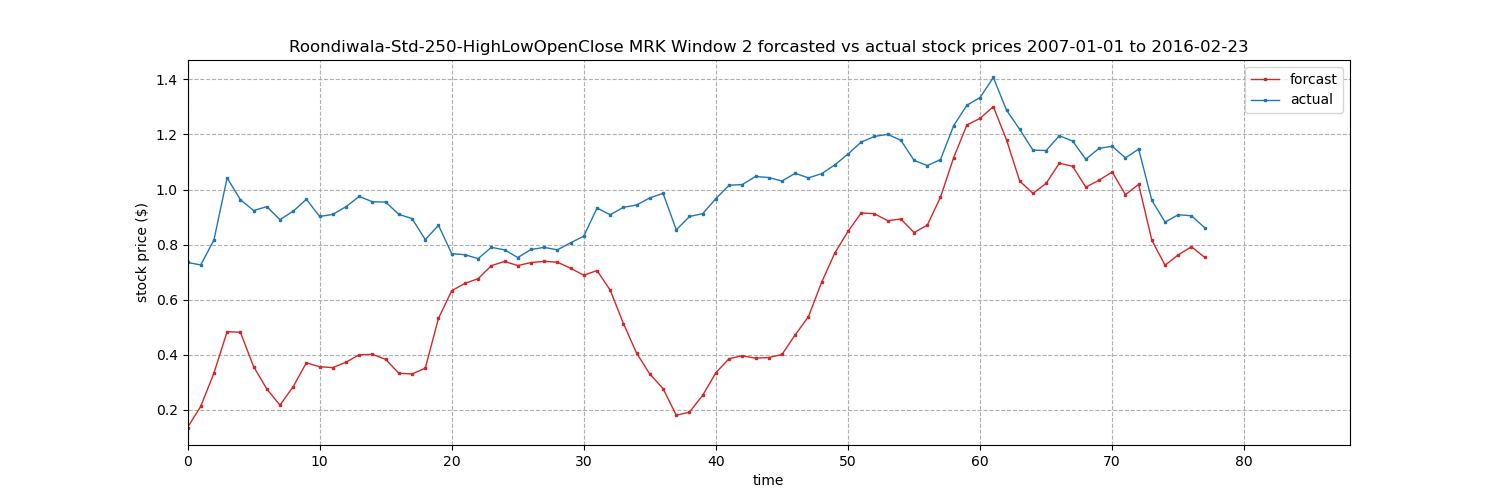 Roondiwala-Std-250-HighLowOpenClose MRK Window 2 forcasted vs actual stock prices 2007-01-01 to 2016-02-23
forcast
actual
stock price ($)
1.4
1.2
1.0
0.8
0.6
0.4
0.2
0 10 20 30 40 50 60 70 80
time